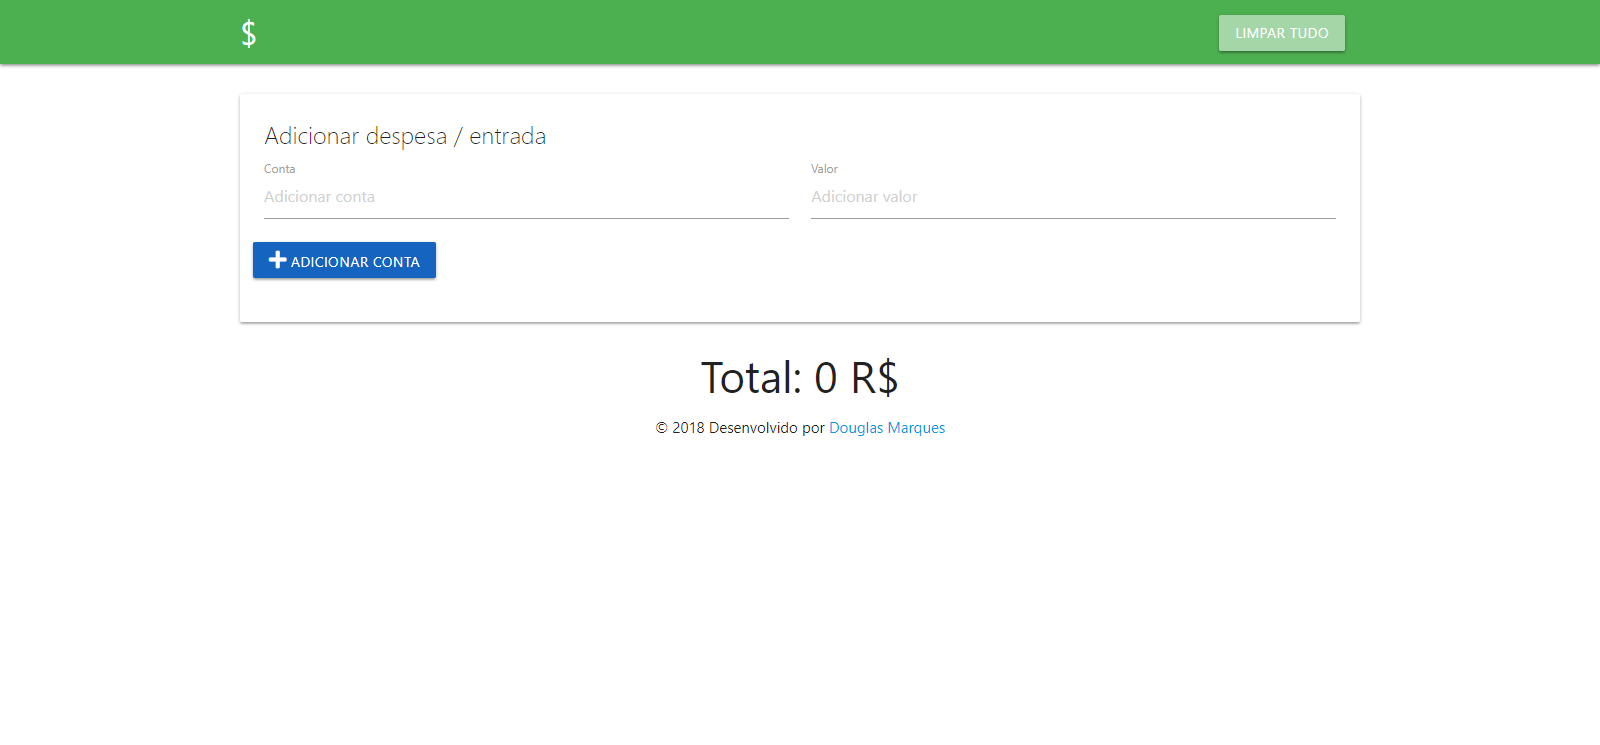 $
LIMPAR TUDO
Adicionar despesa / entrada
Conta
Valor
Adicionar conta
Adicionar valor
ADICIONAR CONTA
Total: 0 R$
© 2018 Desenvolvido por Douglas Marques